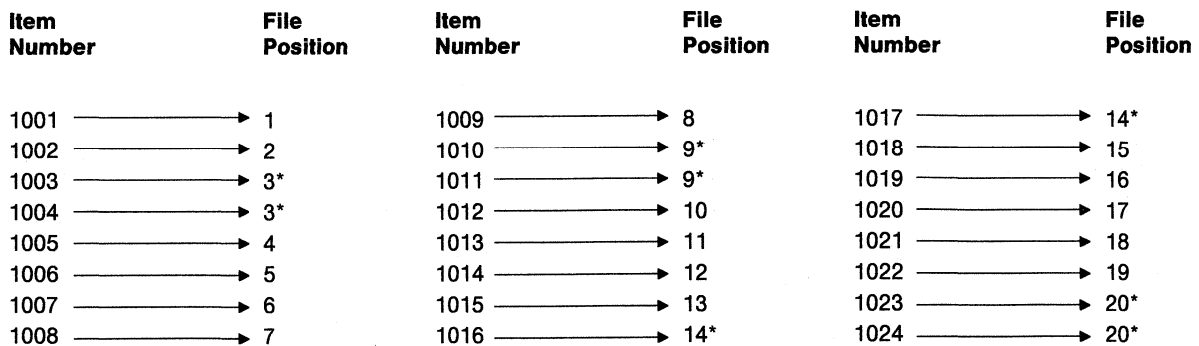 Item Number File Position Item Number File Position Item Number File Position
1001 1 1009 8 1017 14*
1002 2 1010 9* 1018 15
1003 3* 1011 9* 1019 16
1004 3* 1012 10 1020 17
1005 4 1013 11 1021 18
1006 5 1014 12 1022 19
1007 6 1015 13 1023 20*
1008 7 1016 14* 1024 20*